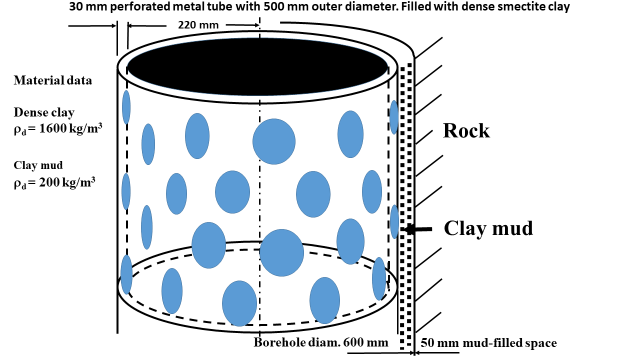 30 mm perforated metal tube with 500 mm outer diameter. Filled with dense smectite clay
220 mm
Material data
Dense clay
ρd = 1600 kg/m³
Clay mud
ρd = 200 kg/m³
Rock
Clay mud
Borehole diam. 600 mm
50 mm mud-filled space